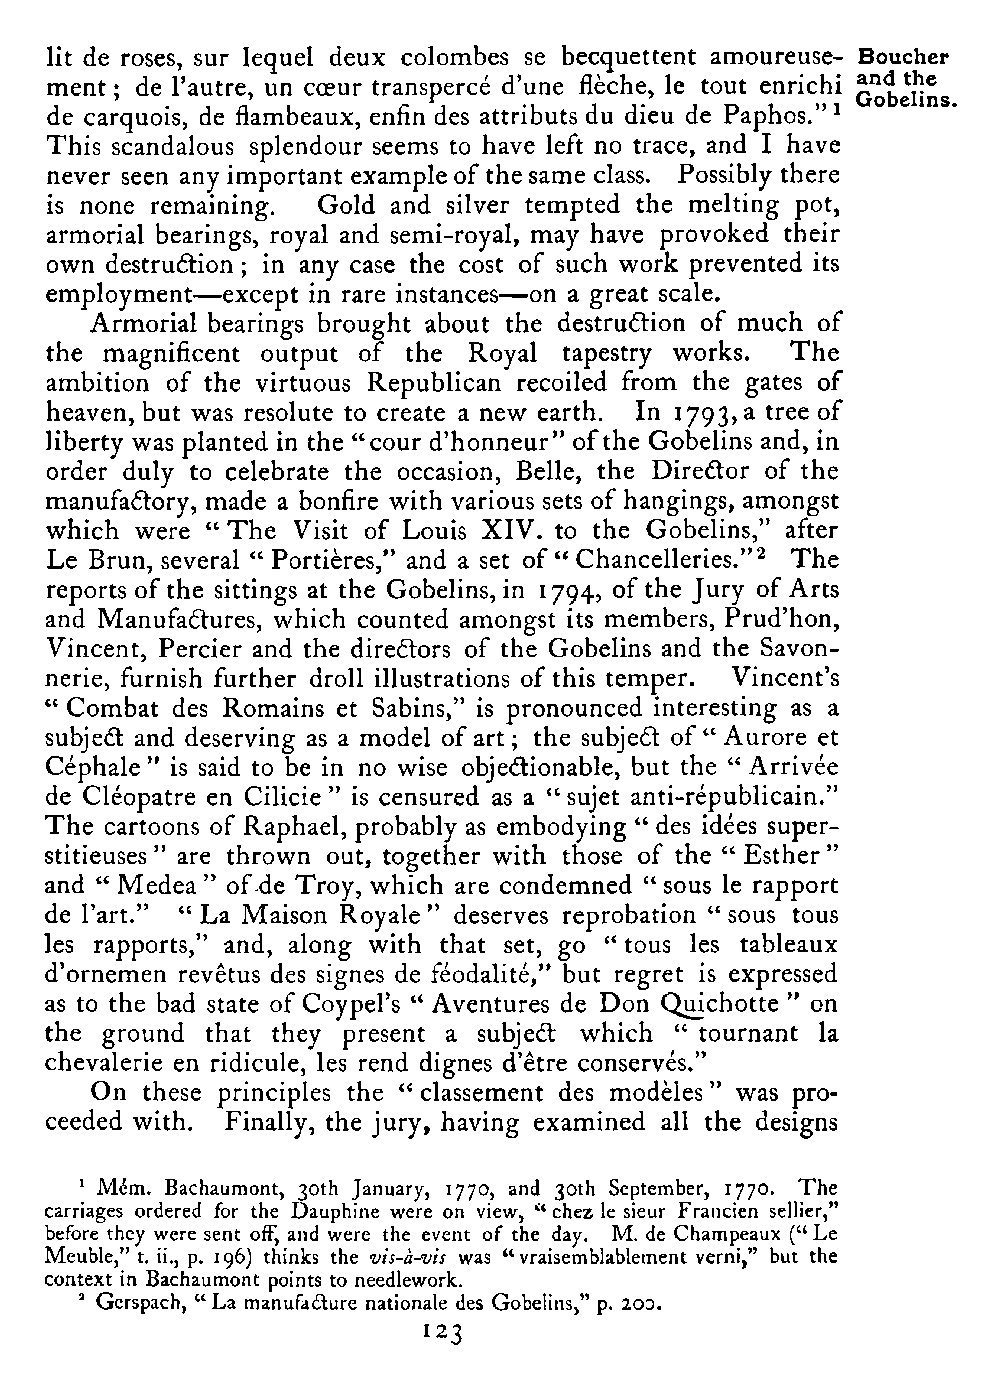 lit de roses, sur lequel deux colombes se becquettent amoureuse-
ment ; de l'autre, un cœur transpercé d'une flèche, le tout enrichi
de carquois, de flambeaux, enfin des attributs du dieu de Paphos." ¹
Boucher
and the
Gobelins.
This scandalous splendour seems to have left no trace, and I have
never seen any important example of the same class. Possibly there
is none remaining. Gold and silver tempted the melting pot,
armorial bearings, royal and semi-royal, may have provoked their
own destruction ; in any case the cost of such work prevented its
employment—except in rare instances—on a great scale.
Armorial bearings brought about the destruction of much of
the magnificent output of the Royal tapestry works. The
ambition of the virtuous Republican recoiled from the gates of
heaven, but was resolute to create a new earth. In 1793, a tree of
liberty was planted in the "cour d'honneur" of the Gobelins and, in
order duly to celebrate the occasion, Belle, the Director of the
manufactory, made a bonfire with various sets of hangings, amongst
which were "The Visit of Louis XIV. to the Gobelins," after
Le Brun, several "Portières," and a set of "Chancelleries." ² The
reports of the sittings at the Gobelins, in 1794, of the Jury of Arts
and Manufactures, which counted amongst its members, Prud'hon,
Vincent, Percier and the directors of the Gobelins and the Savon-
nerie, furnish further droll illustrations of this temper. Vincent's
"Combat des Romains et Sabins," is pronounced interesting as a
subject and deserving as a model of art ; the subject of "Aurore et
Céphale" is said to be in no wise objectionable, but the "Arrivée
de Cléopatre en Cilicie" is censured as a "sujet anti-républicain."
The cartoons of Raphael, probably as embodying "des idées super-
stitieuses" are thrown out, together with those of the "Esther"
and "Medea" of de Troy, which are condemned "sous le rapport
de l'art." "La Maison Royale" deserves reprobation "sous tous
les rapports," and, along with that set, go "tous les tableaux
d'ornemen revêtus des signes de féodalité," but regret is expressed
as to the bad state of Coypel's "Aventures de Don Quichotte" on
the ground that they present a subject which "tournant la
chevalerie en ridicule, les rend dignes d'être conservés."
On these principles the "classement des modèles" was pro-
ceeded with. Finally, the jury, having examined all the designs
¹ Mém. Bachaumont, 30th January, 1770, and 30th September, 1770. The
carriages ordered for the Dauphine were on view, "chez le sieur Francien sellier,"
before they were sent off, and were the event of the day. M. de Champeaux ("Le
Meuble," t. ii., p. 196) thinks the vis-à-vis was "vraisemblablement verni," but the
context in Bachaumont points to needlework.
² Gerspach, "La manufacture nationale des Gobelins," p. 200.
123